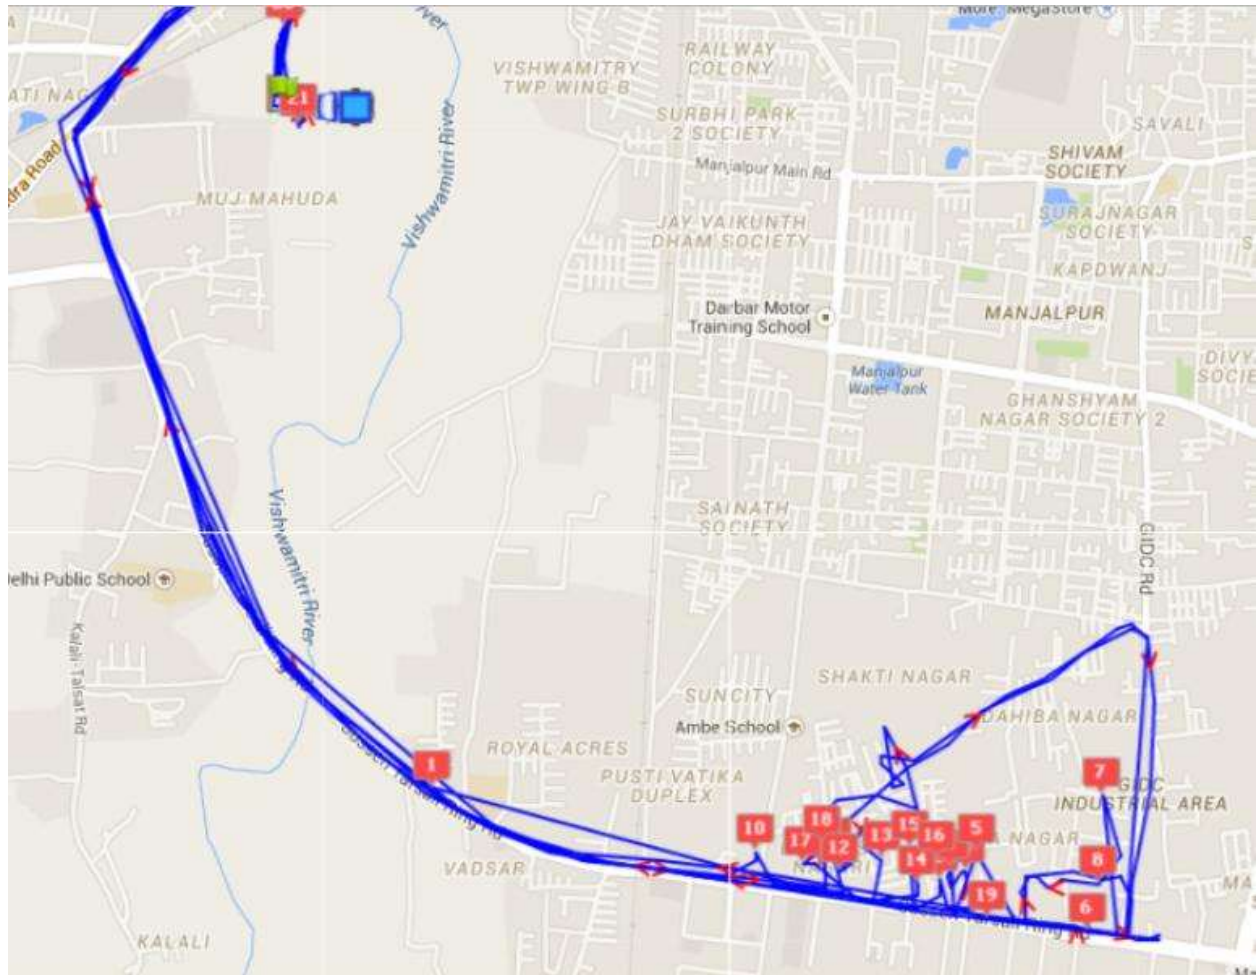 More. MegaStore
RAILWAY
COLONY
VISHWAMITRY
TWP WING B
21
SURBHI PARK
2 SOCIETY
SAVALI
SHIVAM
SOCIETY
Manjalpur Main Rd
MUJ MAHUDA
Vishwamitri River
JAY VAIKUNTH
DHAM SOCIETY
SURAJNAGAR
SOCIETY
KAPDWANJ
Darbar Motor
Training School
MANJALPUR
Manjalpur
Water Tank
GHANSHYAM
NAGAR SOCIETY 2
SAINATH
SOCIETY
Vishwamitri River
GIDC Rd
Delhi Public School
Kalali-Talsat Rd
SHAKTI NAGAR
SUNCITY
Ambe School
DAHIBA NAGAR
ROYAL ACRES
1
PUSTI VATIKA
DUPLEX
7
GIDC
INDUSTRIAL AREA
10
18
17
12
13
15
16
5
14
NAGAR
8
VADSAR
19
6
KALALI